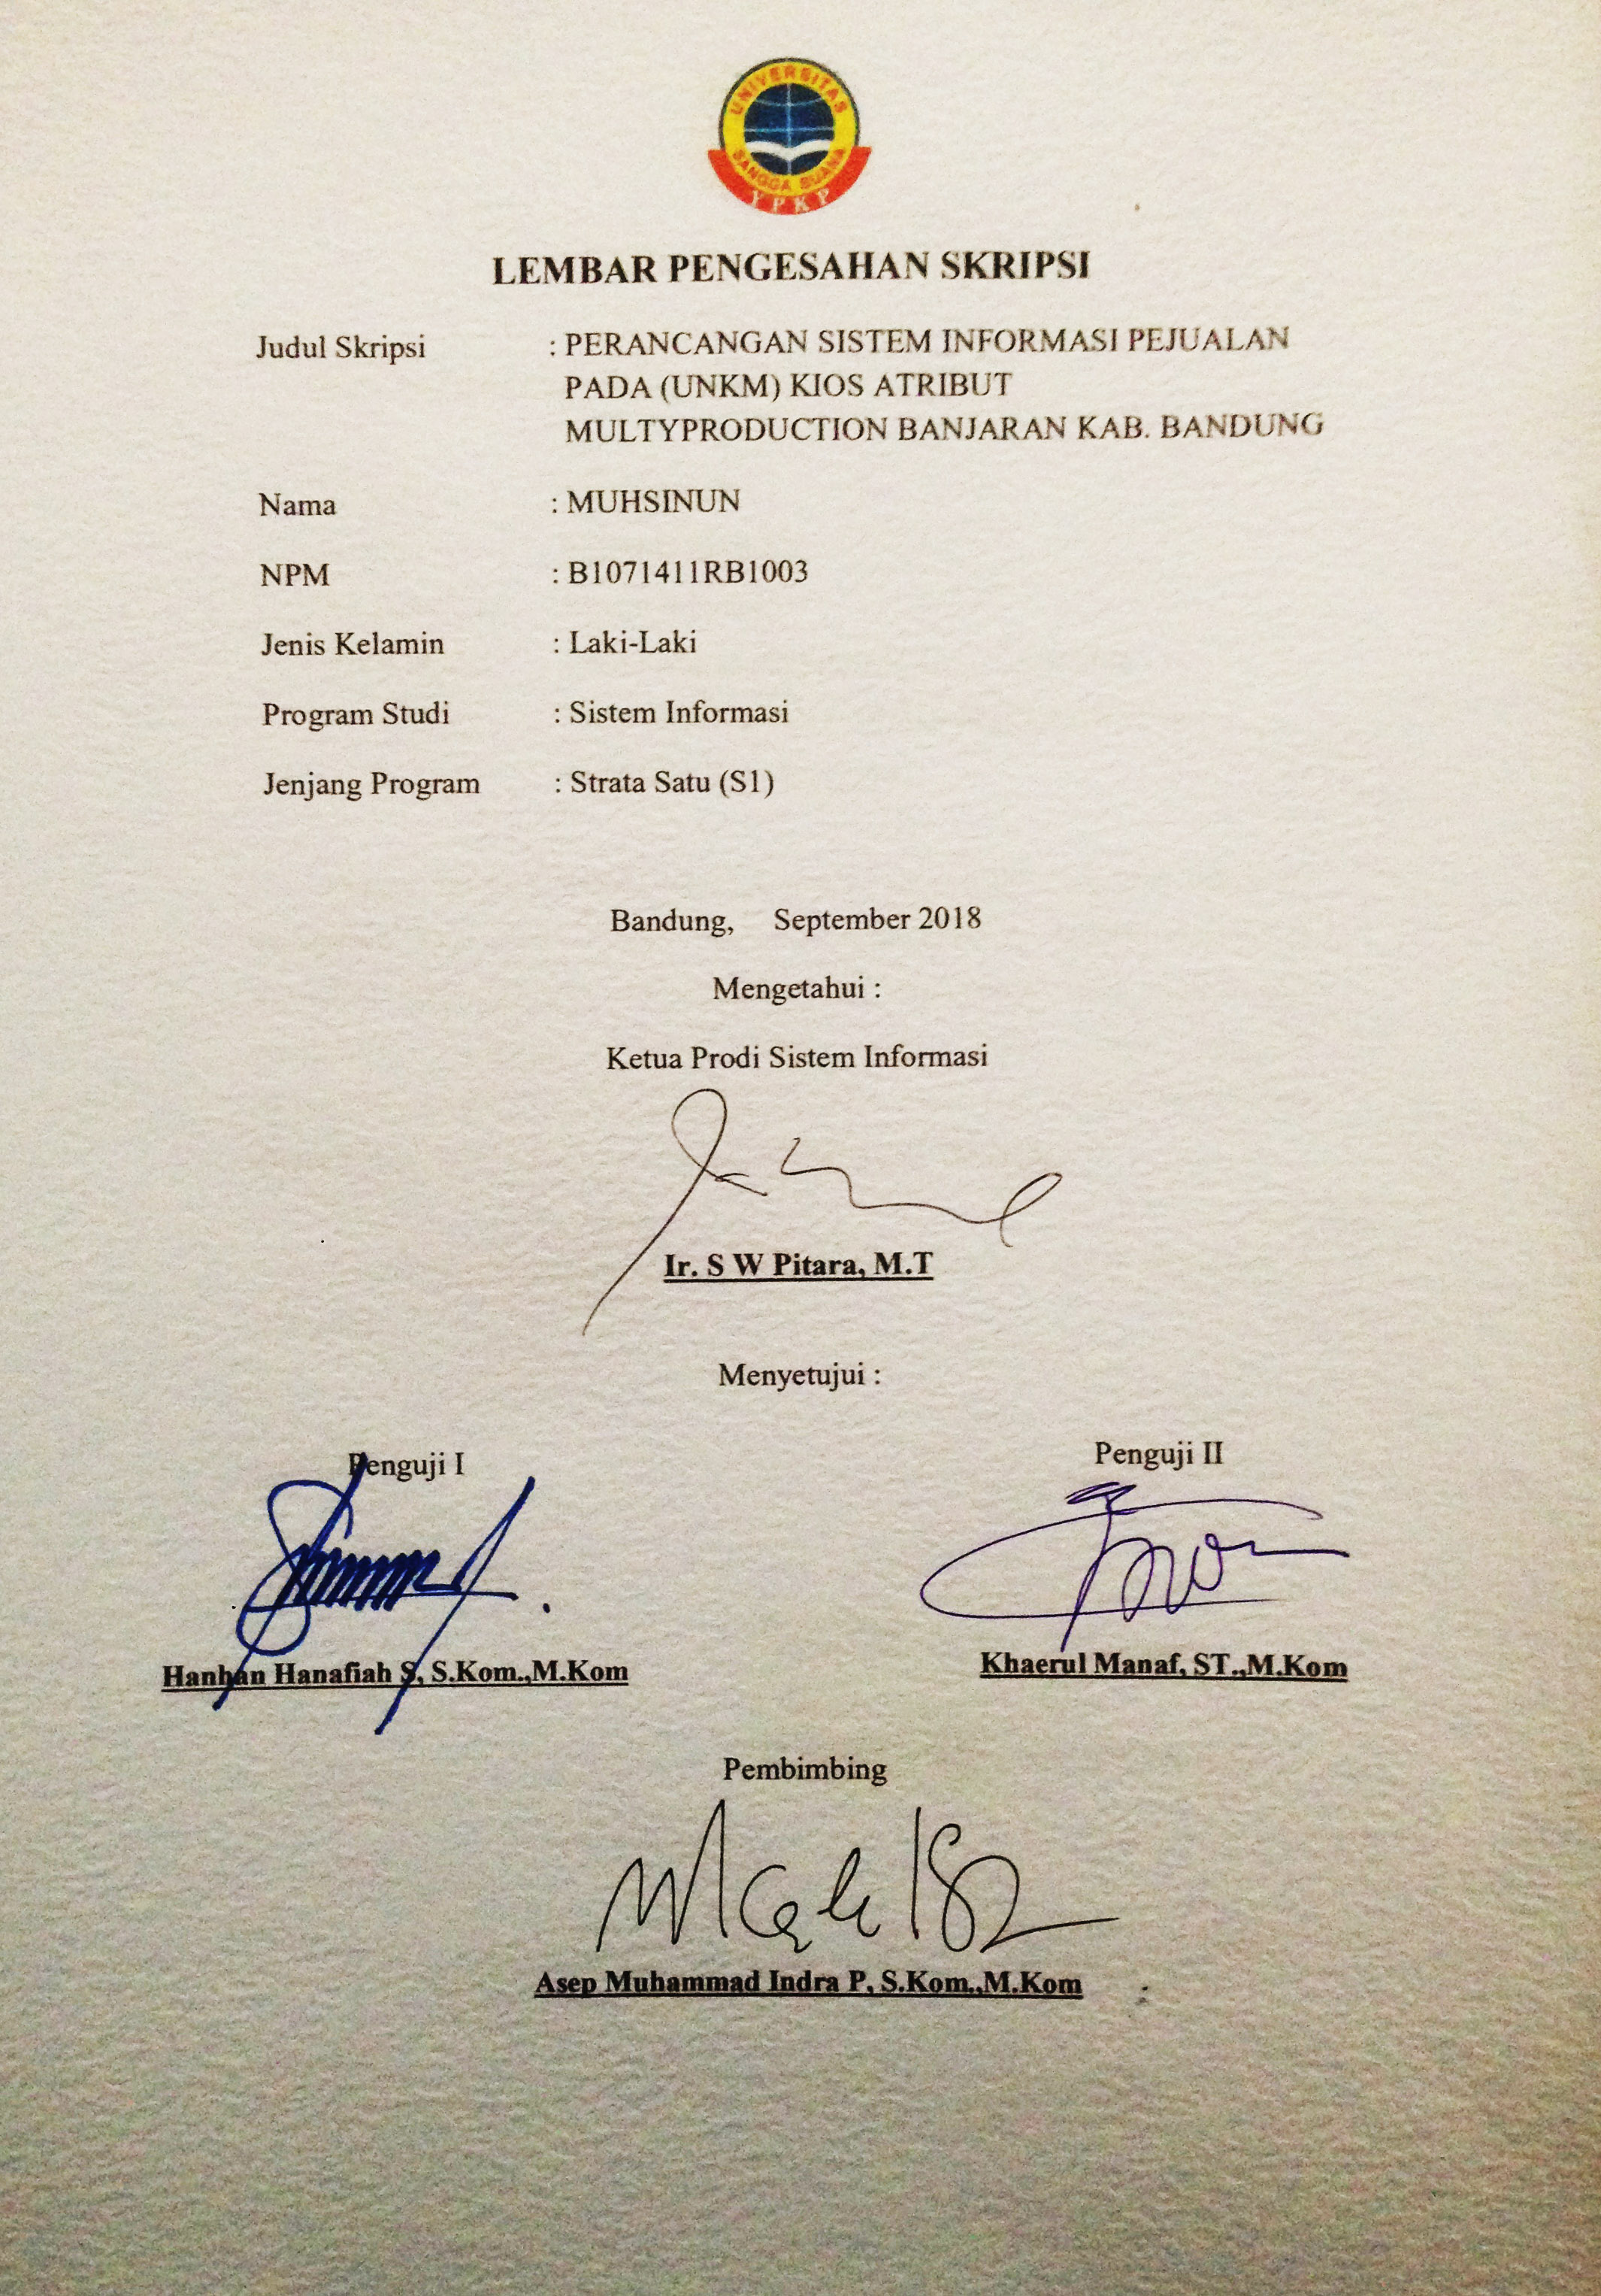 UNIVERSITAS
SANGGA BUANA
YPKP
LEMBAR PENGESAHAN SKRIPSI
Judul Skripsi : PERANCANGAN SISTEM INFORMASI PEJUALAN
PADA (UNKM) KIOS ATRIBUT
MULTYPRODUCTION BANJARAN KAB. BANDUNG
Nama : MUHSINUN
NPM : B1071411RB1003
Jenis Kelamin : Laki-Laki
Program Studi : Sistem Informasi
Jenjang Program : Strata Satu (S1)
Bandung, September 2018
Mengetahui :
Ketua Prodi Sistem Informasi
Ir. S W Pitara, M.T
Menyetujui :
Penguji I Penguji II
Hanhan Hanafiah S, S.Kom.,M.Kom Khaerul Manaf, ST.,M.Kom
Pembimbing
Asep Muhammad Indra P, S.Kom.,M.Kom